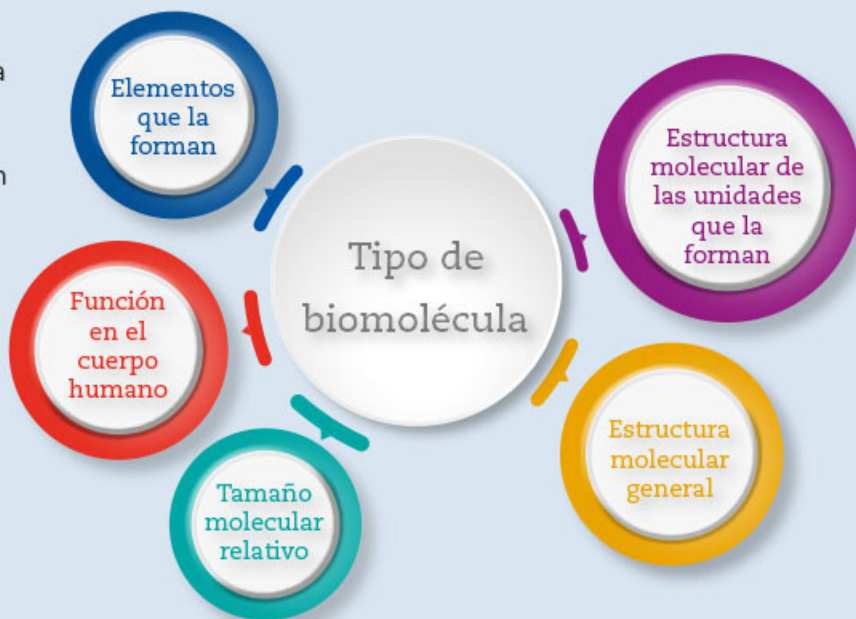 a
n
Elementos
que la
forman
Estructura
molecular de
las unidades
que la
forman
Tipo de
biomolécula
Función
en el
cuerpo
humano
Estructura
molecular
general
Tamaño
molecular
relativo